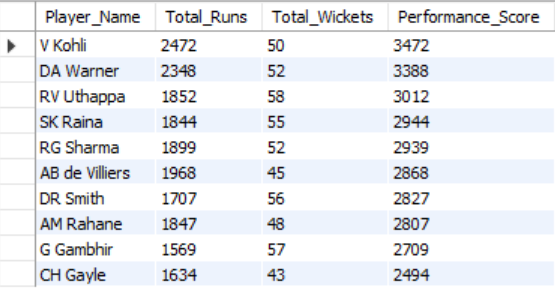 Player_Name Total_Runs Total_Wickets Performance_Score
V Kohli 2472 50 3472
DA Warner 2348 52 3388
RV Uthappa 1852 58 3012
SK Raina 1844 55 2944
RG Sharma 1899 52 2939
AB de Villiers 1968 45 2868
DR Smith 1707 56 2827
AM Rahane 1847 48 2807
G Gambhir 1569 57 2709
CH Gayle 1634 43 2494